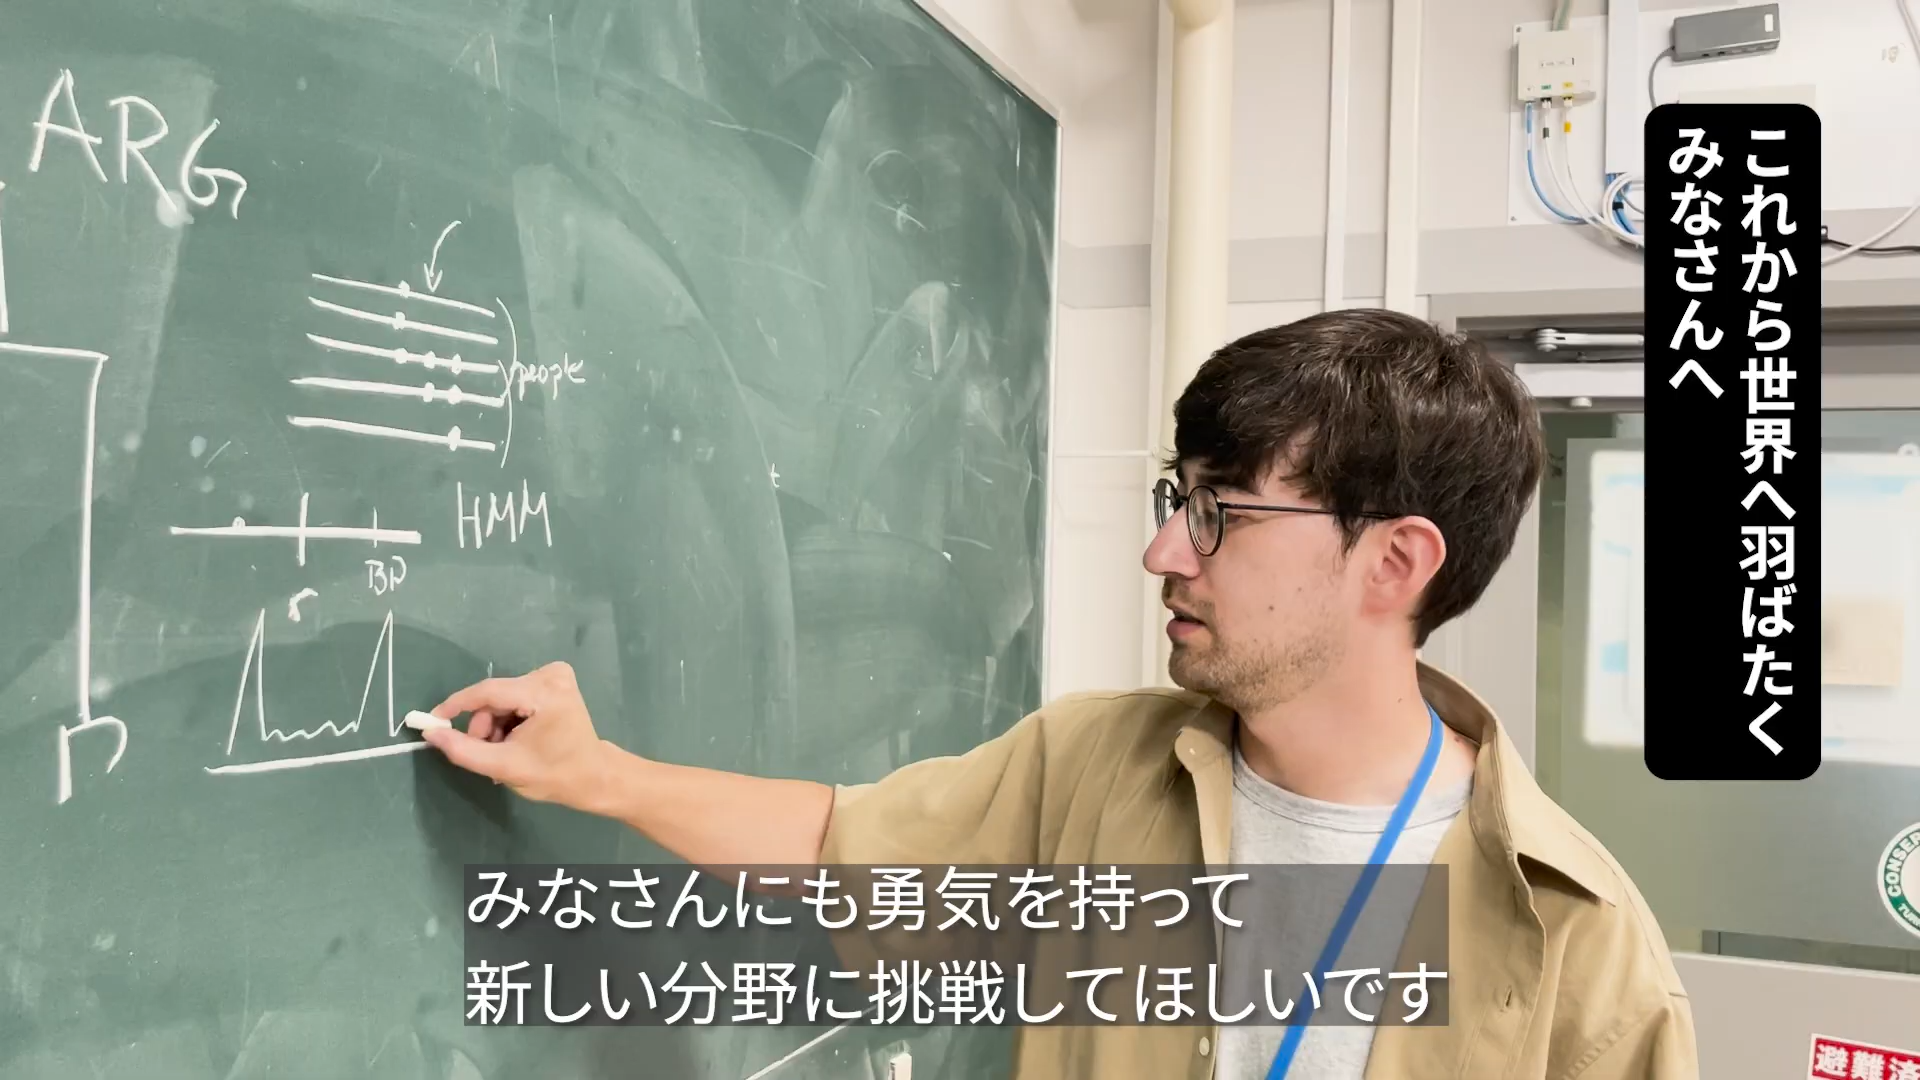 ARG
people
HMM
これから世界へ羽ばたく
みなさんへ
みなさんにも勇気を持って
新しい分野に挑戦してほしいです
避難済